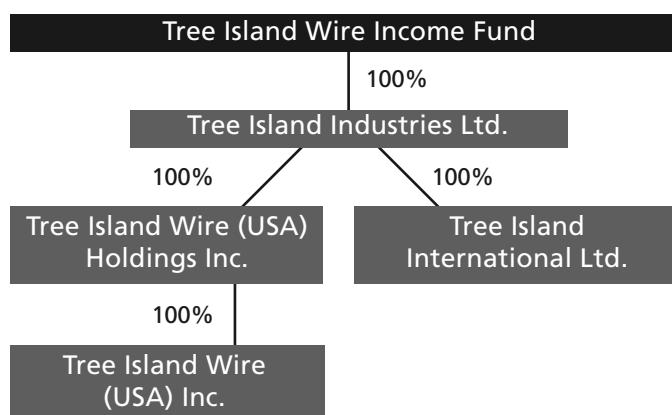 Tree Island Wire Income Fund
100%
Tree Island Industries Ltd.
100%
100%
Tree Island Wire (USA)
Holdings Inc.
Tree Island
International Ltd.
100%
Tree Island Wire
(USA) Inc.